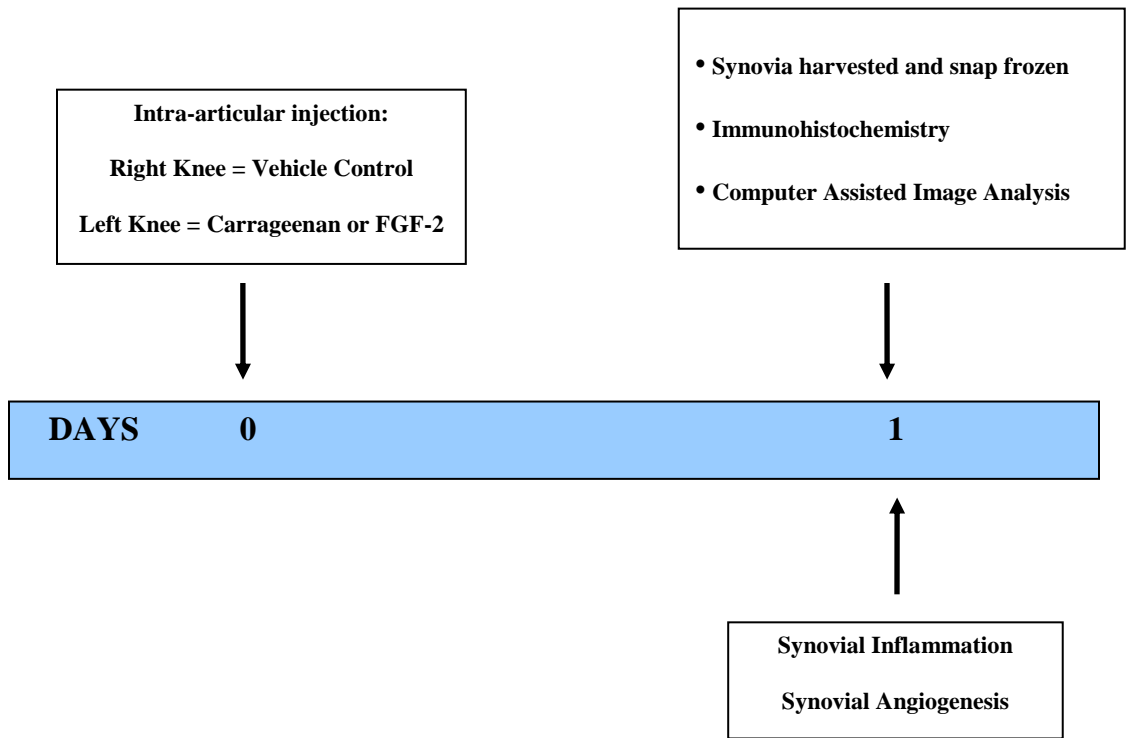 Intra-articular injection:
Right Knee = Vehicle Control
Left Knee = Carrageenan or FGF-2
• Synovia harvested and snap frozen
• Immunohistochemistry
• Computer Assisted Image Analysis
DAYS 0 1
Synovial Inflammation
Synovial Angiogenesis